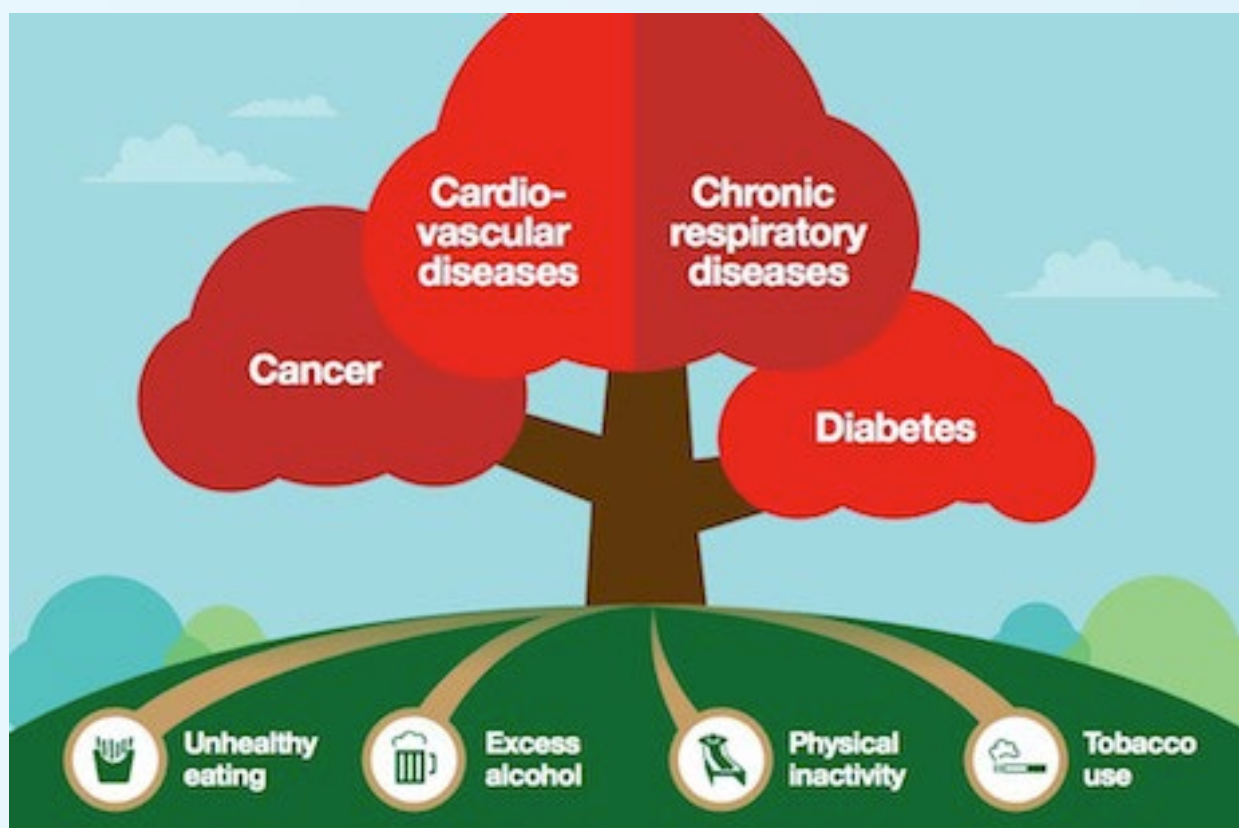 Cardio-
vascular
diseases
Chronic
respiratory
diseases
Cancer
Diabetes
Unhealthy
eating
Excess
alcohol
Physical
inactivity
Tobacco
use